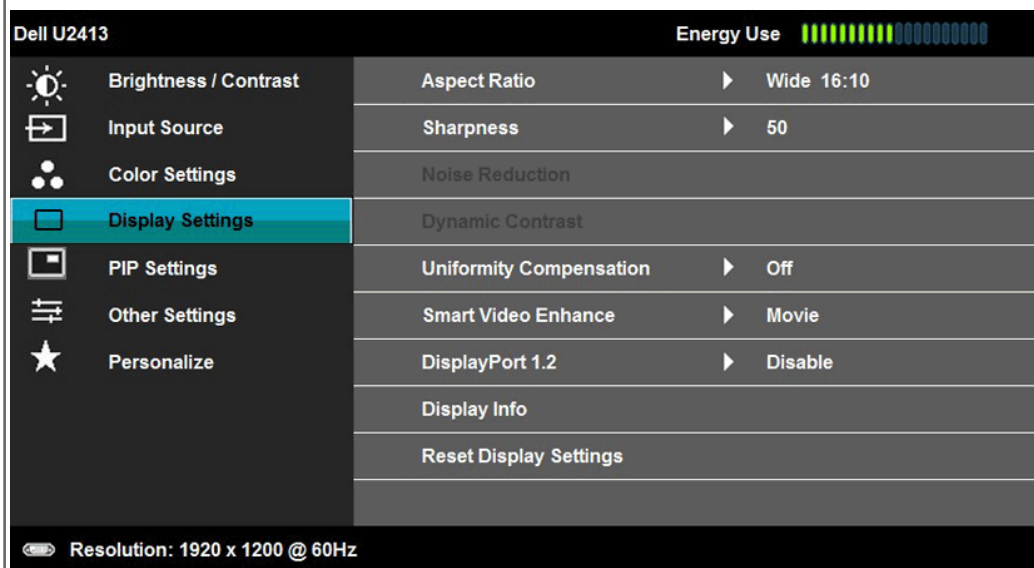 Dell U2413 Energy Use
Brightness / Contrast Aspect Ratio Wide 16:10
Input Source Sharpness 50
Color Settings Noise Reduction
Display Settings Dynamic Contrast
PIP Settings Uniformity Compensation Off
Other Settings Smart Video Enhance Movie
Personalize DisplayPort 1.2 Disable
Display Info
Reset Display Settings
Resolution: 1920 x 1200 @ 60Hz